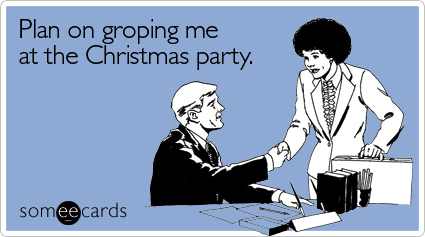 Plan on groping me
at the Christmas party.
someecards